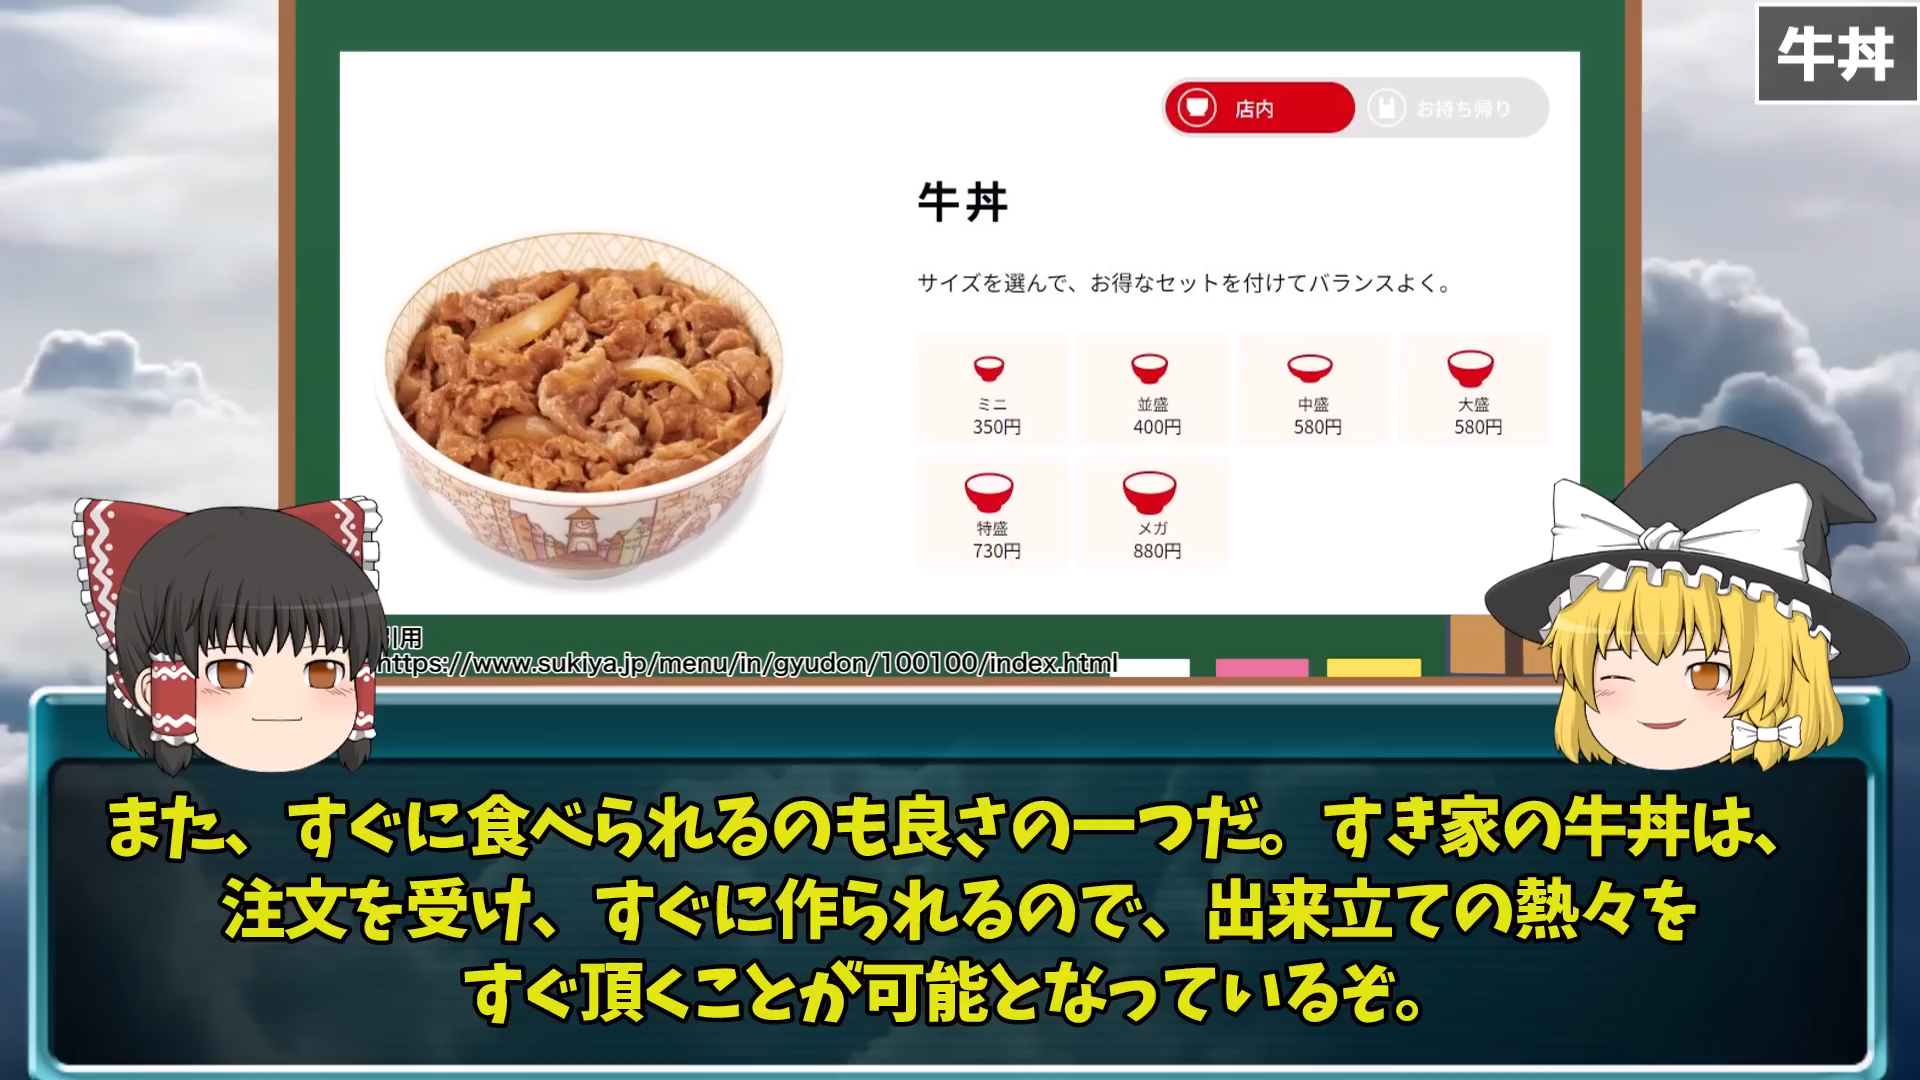 牛丼
店内
お持ち帰り
牛丼
サイズを選んで、お得なセットを付けてバランスよく。
ミニ
350円
並盛
400円
中盛
580円
大盛
580円
特盛
730円
メガ
880円
引用
https://www.sukiya.jp/menu/in/gyudon/100100/index.html
また、すぐに食べられるのも良さの一つだ。すき家の牛丼は、
注文を受け、すぐに作られるので、出来立ての熱々を
すぐ頂くことが可能となっているぞ。